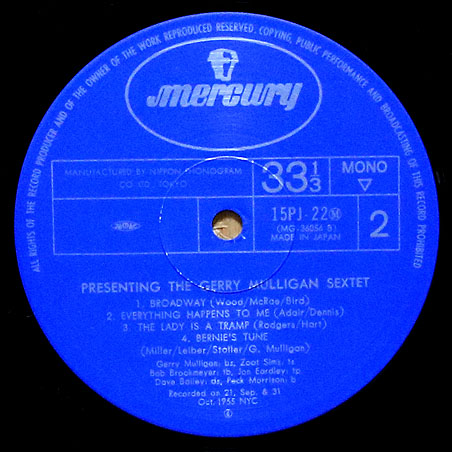 ALL RIGHTS OF THE RECORD PRODUCER AND OF THE OWNER OF THE WORK REPRODUCED RESERVED. COPYING, PUBLIC PERFORMANCE AND BROADCASTING OF THIS RECORD PROHIBITED
mercury
MANUFACTURED BY NIPPON PHONOGRAM
CO. LTD., TOKYO
33 1/3
MONO
15PJ-22 Ⓜ
(MG-36056 B)
MADE IN JAPAN
2
PRESENTING THE GERRY MULLIGAN SEXTET
1. BROADWAY (Wood/McRae/Bird)
2. EVERYTHING HAPPENS TO ME (Adair/Dennis)
3. THE LADY IS A TRAMP (Rodgers/Hart)
4. BERNIE'S TUNE
(Miller/Leiber/Stoller/G. Mulligan)
Gerry Mulligan: bs, Zoot Sims: ts
Bob Brookmeyer: tb, Jon Eardley: tp
Dave Bailey: ds, Peck Morrison: b
Recorded on 21, Sep. & 31
Oct. 1955 NYC